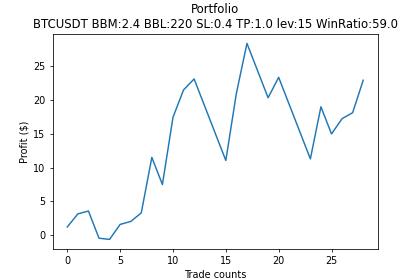 Portfolio
BTCUSDT BBM:2.4 BBL:220 SL:0.4 TP:1.0 lev:15 WinRatio:59.0
25
20
15
10
5
0
Profit ($)
0 5 10 15 20 25
Trade counts